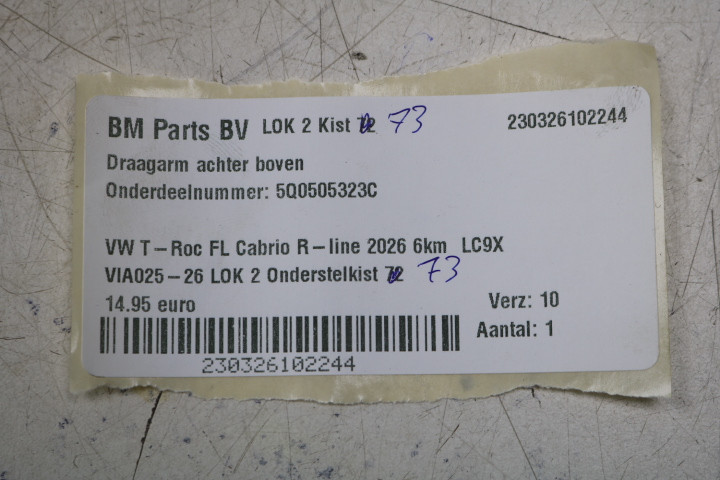 BM Parts BV LOK 2 Kist 72 73 230326102244
Draagarm achter boven
Onderdeelnummer: 5Q0505323C
VW T-Roc FL Cabrio R-line 2026 6km LC9X
VIA025-26 LOK 2 Onderstelkist 72 73
14.95 euro Verz: 10
Aantal: 1
230326102244